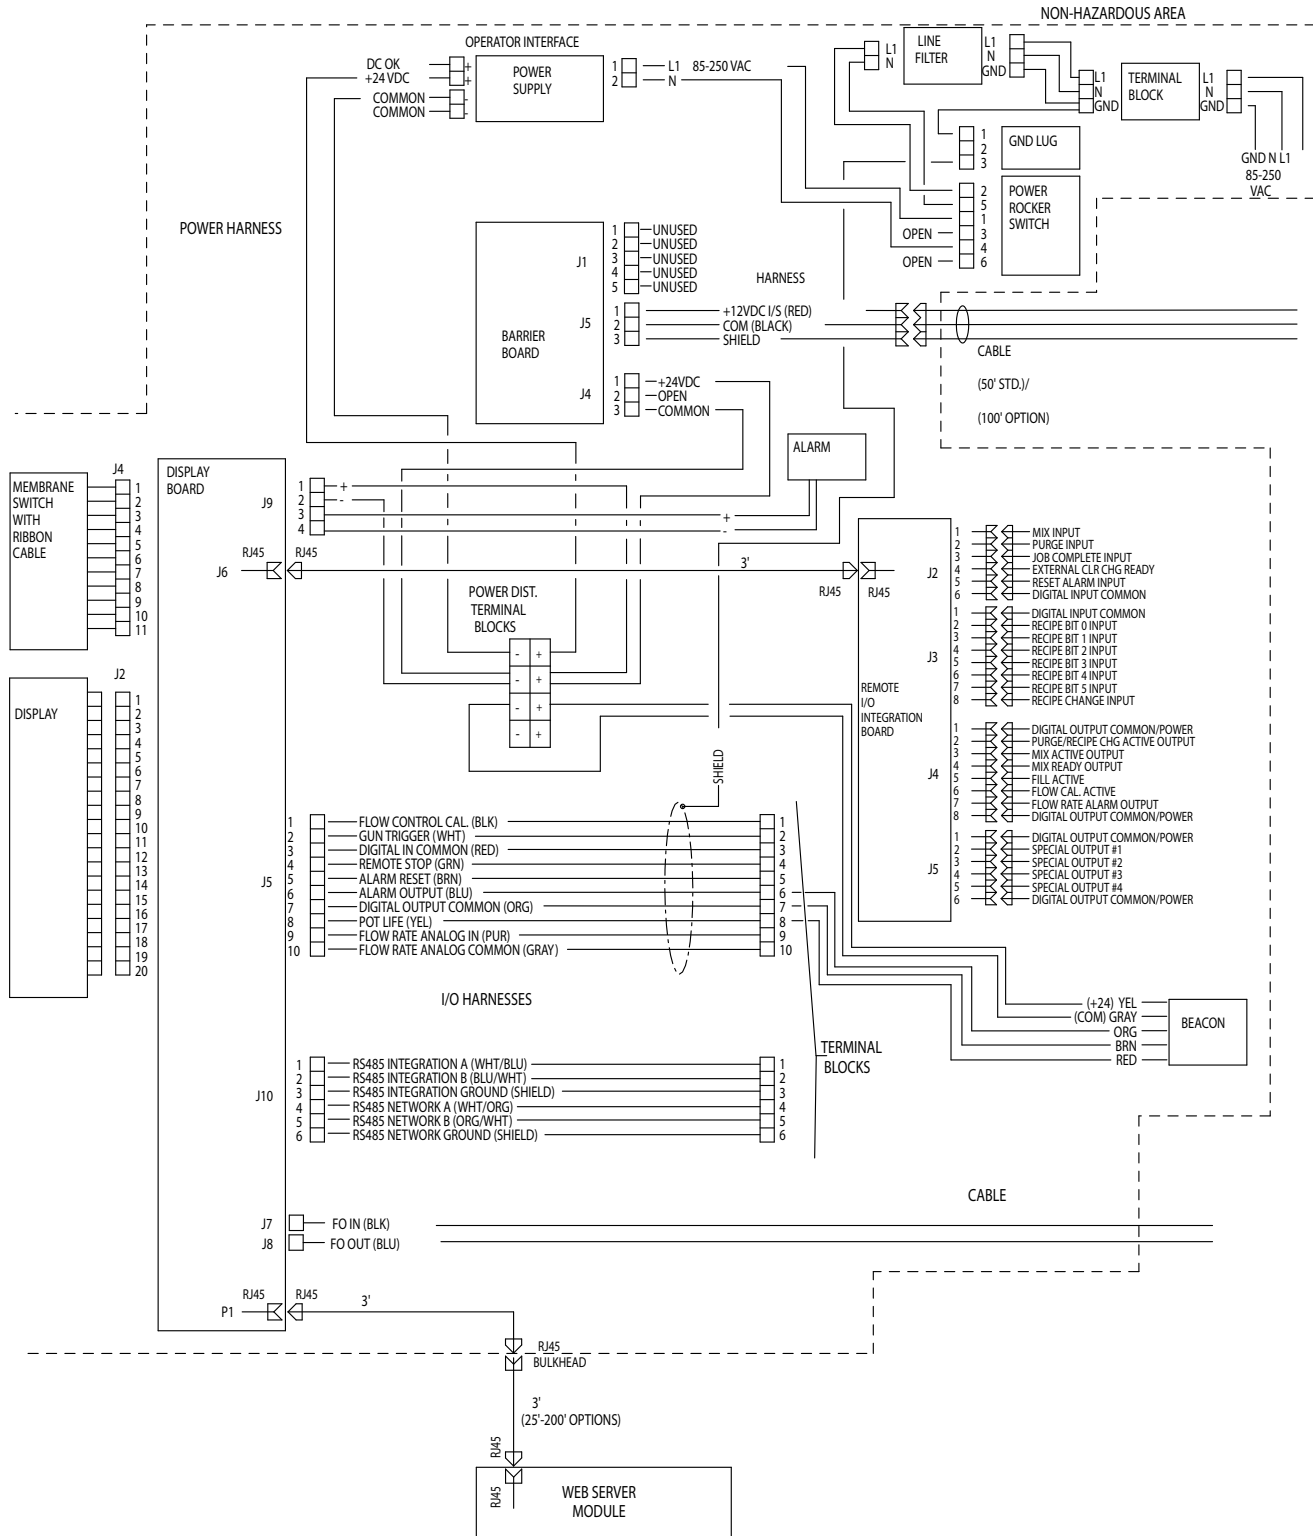 NON-HAZARDOUS AREA
OPERATOR INTERFACE
DC OK
+24 VDC
COMMON
COMMON
+
+
-
-
POWER
SUPPLY
1
2
L1 85-250 VAC
N
L1
N
LINE
FILTER
L1
N
GND
L1
N
GND
TERMINAL
BLOCK
L1
N
GND
GND N L1
85-250
VAC
1
2
3
GND LUG
2
5
1
3
4
6
OPEN
OPEN
POWER
ROCKER
SWITCH
POWER HARNESS
BARRIER
BOARD
J1
1 UNUSED
2 UNUSED
3 UNUSED
4 UNUSED
5 UNUSED
HARNESS
J5
1 +12VDC I/S (RED)
2 COM (BLACK)
3 SHIELD
CABLE
(50' STD.)/
(100' OPTION)
J4
1 +24VDC
2 OPEN
3 COMMON
ALARM
+
-
MEMBRANE
SWITCH
WITH
RIBBON
CABLE
J4
1
2
3
4
5
6
7
8
9
10
11
DISPLAY
BOARD
J9
1 +
2 -
3
4
RJ45 RJ45
J6
3'
RJ45 RJ45
POWER DIST.
TERMINAL
BLOCKS
- +
- +
- +
- +
DISPLAY
J2
1
2
3
4
5
6
7
8
9
10
11
12
13
14
15
16
17
18
19
20
REMOTE
I/O
INTEGRATION
BOARD
J2
1 MIX INPUT
2 PURGE INPUT
3 JOB COMPLETE INPUT
4 EXTERNAL CLR CHG READY
5 RESET ALARM INPUT
6 DIGITAL INPUT COMMON
J3
1 DIGITAL INPUT COMMON
2 RECIPE BIT 0 INPUT
3 RECIPE BIT 1 INPUT
4 RECIPE BIT 2 INPUT
5 RECIPE BIT 3 INPUT
6 RECIPE BIT 4 INPUT
7 RECIPE BIT 5 INPUT
8 RECIPE CHANGE INPUT
J4
1 DIGITAL OUTPUT COMMON/POWER
2 PURGE/RECIPE CHG ACTIVE OUTPUT
3 MIX ACTIVE OUTPUT
4 MIX READY OUTPUT
5 FILL ACTIVE
6 FLOW CAL. ACTIVE
7 FLOW RATE ALARM OUTPUT
8 DIGITAL OUTPUT COMMON/POWER
J5
1 DIGITAL OUTPUT COMMON/POWER
2 SPECIAL OUTPUT #1
3 SPECIAL OUTPUT #2
4 SPECIAL OUTPUT #3
5 SPECIAL OUTPUT #4
6 DIGITAL OUTPUT COMMON/POWER
SHIELD
J5
1 FLOW CONTROL CAL. (BLK) 1
2 GUN TRIGGER (WHT) 2
3 DIGITAL IN COMMON (RED) 3
4 REMOTE STOP (GRN) 4
5 ALARM RESET (BRN) 5
6 ALARM OUTPUT (BLU) 6
7 DIGITAL OUTPUT COMMON (ORG) 7
8 POT LIFE (YEL) 8
9 FLOW RATE ANALOG IN (PUR) 9
10 FLOW RATE ANALOG COMMON (GRAY) 10
I/O HARNESSES
TERMINAL
BLOCKS
(+24) YEL
(COM) GRAY
ORG
BRN
RED
BEACON
J10
1 RS485 INTEGRATION A (WHT/BLU) 1
2 RS485 INTEGRATION B (BLU/WHT) 2
3 RS485 INTEGRATION GROUND (SHIELD) 3
4 RS485 NETWORK A (WHT/ORG) 4
5 RS485 NETWORK B (ORG/WHT) 5
6 RS485 NETWORK GROUND (SHIELD) 6
CABLE
J7 FO IN (BLK)
J8 FO OUT (BLU)
RJ45 RJ45
P1
3'
RJ45
BULKHEAD
3'
(25'-200' OPTIONS)
RJ45
RJ45
WEB SERVER
MODULE